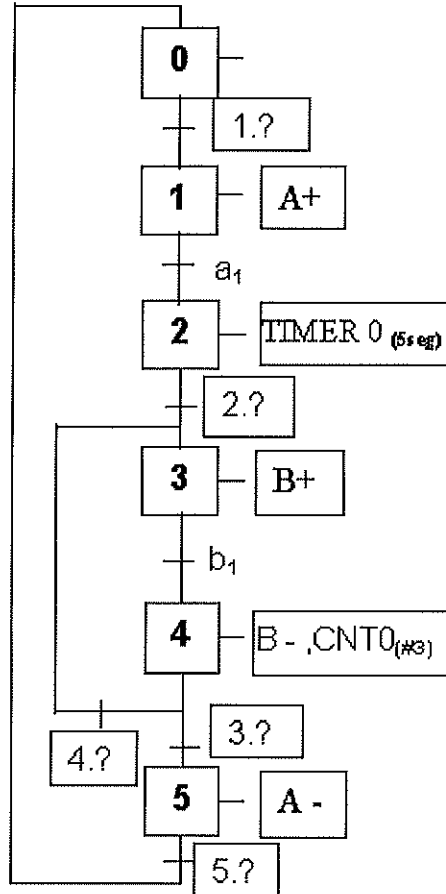 0
1.?
1
A+
a₁
2
TIMER 0 (5seg)
2.?
3
B+
b₁
4
B - ,CNT0(#3)
3.?
4.?
5
A -
5.?